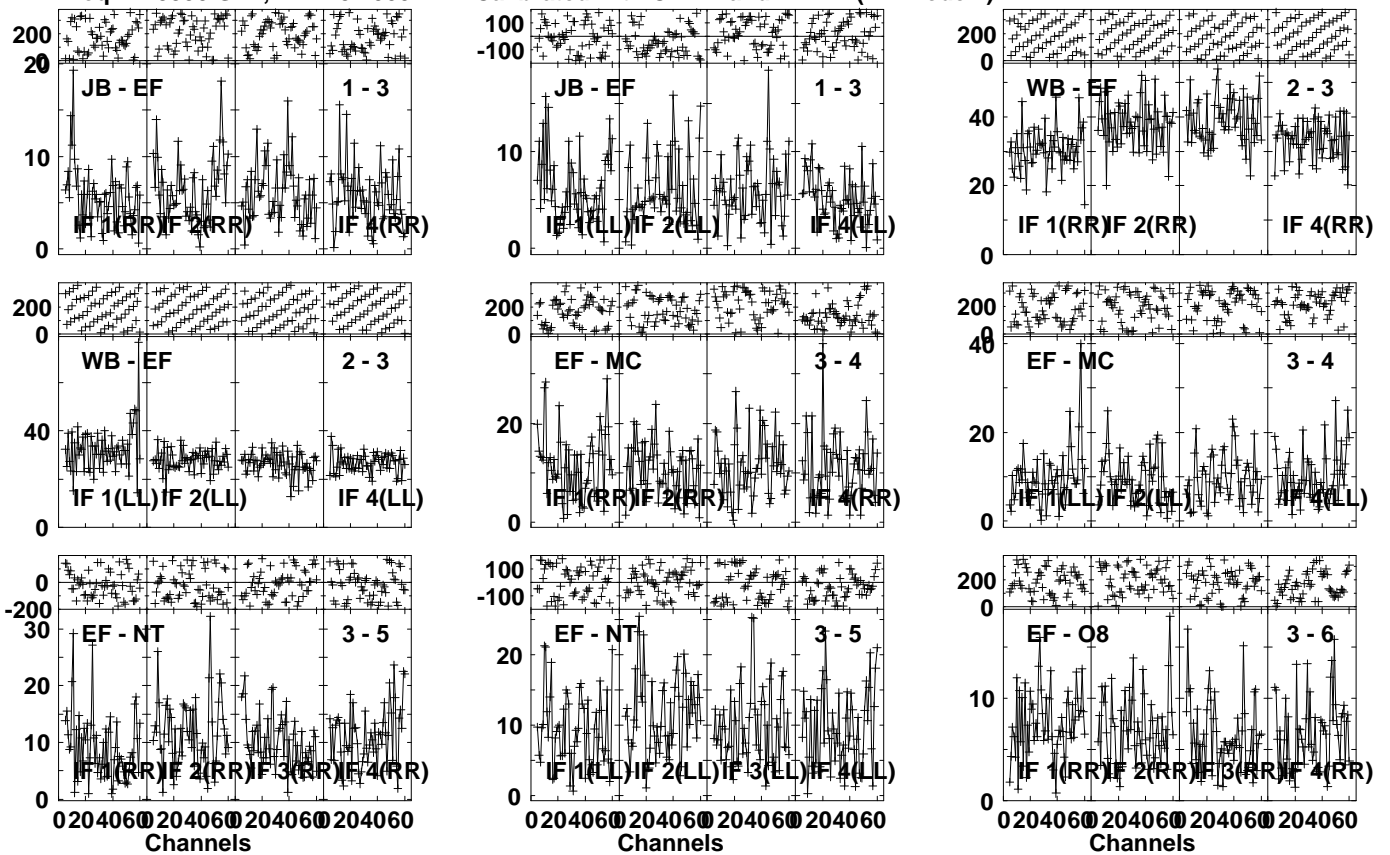 200
0
100
-100
200
0
20
10
0
JB - EF
1 - 3
IF 1(RR)
IF 2(RR)
IF 4(RR)
10
0
JB - EF
1 - 3
IF 1(LL)
IF 2(LL)
IF 4(LL)
40
20
0
WB - EF
2 - 3
IF 1(RR)
IF 2(RR)
IF 4(RR)
200
0
200
0
200
0
40
0
WB - EF
2 - 3
IF 1(LL)
IF 2(LL)
IF 4(LL)
20
0
EF - MC
3 - 4
IF 1(RR)
IF 2(RR)
IF 4(RR)
40
20
0
EF - MC
3 - 4
IF 1(LL)
IF 2(LL)
IF 4(LL)
0
-200
100
-100
200
0
30
20
10
0
EF - NT
3 - 5
IF 1(RR)
IF 2(RR)
IF 3(RR)
IF 4(RR)
20
10
0
EF - NT
3 - 5
IF 1(LL)
IF 2(LL)
IF 3(LL)
IF 4(LL)
10
0
EF - O8
3 - 6
IF 1(RR)
IF 2(RR)
IF 3(RR)
IF 4(RR)
0 20 40 60 0 20 40 60 0 20 40 60 0 20 40 60
Channels
0 20 40 60 0 20 40 60 0 20 40 60 0 20 40 60
Channels
0 20 40 60 0 20 40 60 0 20 40 60 0 20 40 60
Channels